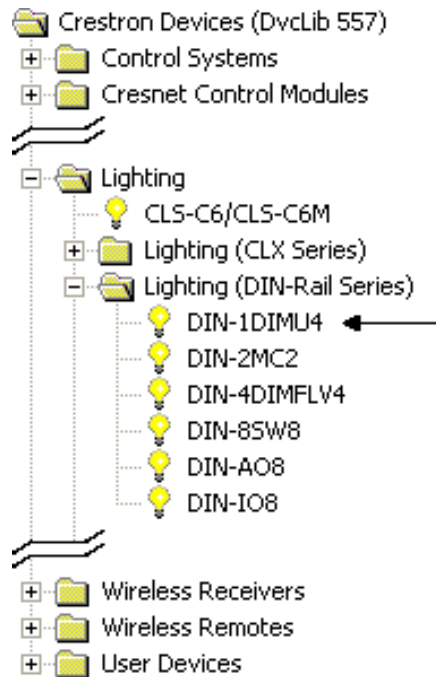 Crestron Devices (DvcLib 557)
Control Systems
Cresnet Control Modules
Lighting
CLS-C6/CLS-C6M
Lighting (CLX Series)
Lighting (DIN-Rail Series)
DIN-1DIMU4
DIN-2MC2
DIN-4DIMFLV4
DIN-8SW8
DIN-AO8
DIN-IO8
Wireless Receivers
Wireless Remotes
User Devices